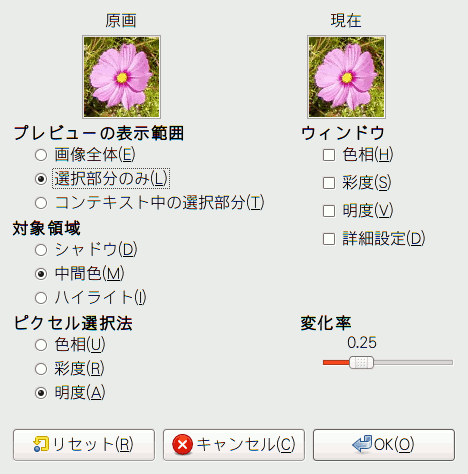 原画
現在
プレビューの表示範囲
画像全体(E)
選択部分のみ(L)
コンテキスト中の選択部分(T)
対象領域
シャドウ(D)
中間色(M)
ハイライト(I)
ピクセル選択法
色相(U)
彩度(R)
明度(A)
ウィンドウ
色相(H)
彩度(S)
明度(V)
詳細設定(D)
変化率
0.25
リセット(R)
キャンセル(C)
OK(O)